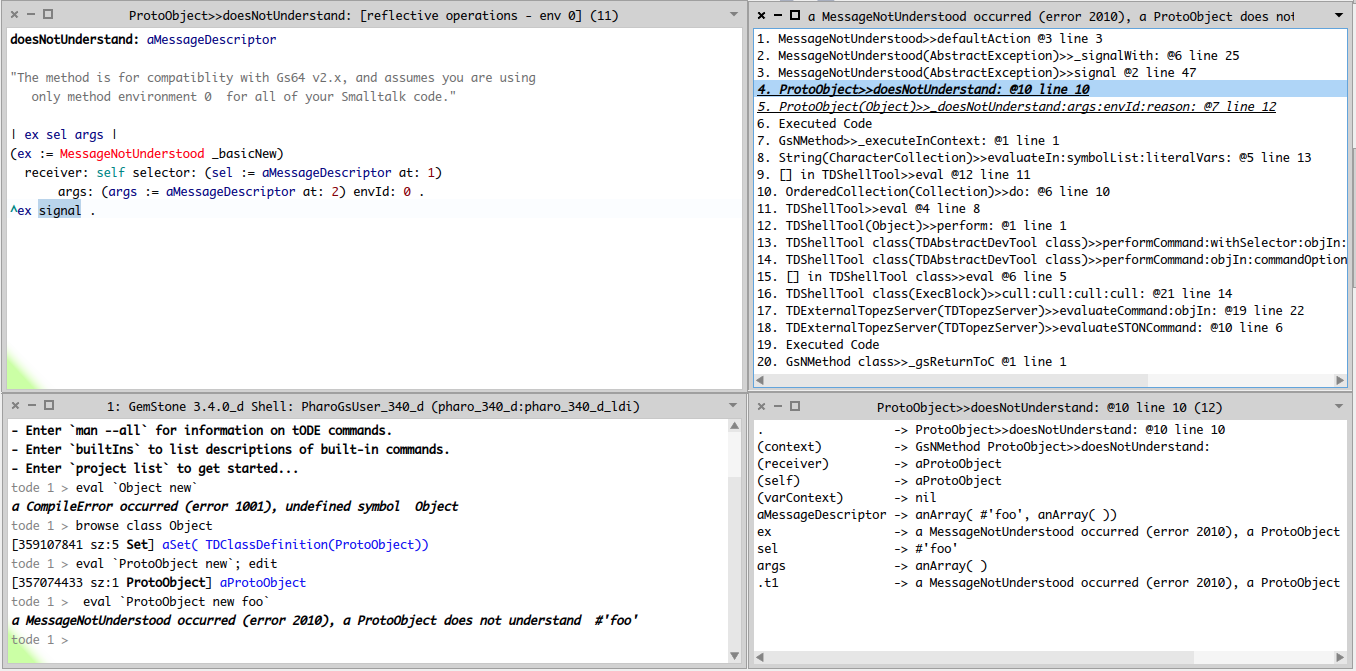 ProtoObject>>doesNotUnderstand: [reflective operations - env 0] (11)
doesNotUnderstand: aMessageDescriptor
"The method is for compatiblity with Gs64 v2.x, and assumes you are using
only method environment 0 for all of your Smalltalk code."
| ex sel args |
(ex := MessageNotUnderstood _basicNew)
receiver: self selector: (sel := aMessageDescriptor at: 1)
args: (args := aMessageDescriptor at: 2) envId: 0 .
^ex signal .
a MessageNotUnderstood occurred (error 2010), a ProtoObject does not
1. MessageNotUnderstood>>defaultAction @3 line 3
2. MessageNotUnderstood(AbstractException)>>_signalWith: @6 line 25
3. MessageNotUnderstood(AbstractException)>>signal @2 line 47
4. ProtoObject>>doesNotUnderstand: @10 line 10
5. ProtoObject(Object)>>_doesNotUnderstand:args:envId:reason: @7 line 12
6. Executed Code
7. GsNMethod>>_executeInContext: @1 line 1
8. String(CharacterCollection)>>evaluateIn:symbolList:literalVars: @5 line 13
9. [] in TDShellTool>>eval @12 line 11
10. OrderedCollection(Collection)>>do: @6 line 10
11. TDShellTool>>eval @4 line 8
12. TDShellTool(Object)>>perform: @1 line 1
13. TDShellTool class(TDAbstractDevTool class)>>performCommand:withSelector:objIn:
14. TDShellTool class(TDAbstractDevTool class)>>performCommand:objIn:commandOption
15. [] in TDShellTool class>>eval @6 line 5
16. TDShellTool class(ExecBlock)>>cull:cull:cull:cull: @21 line 14
17. TDExternalTopezServer(TDTopezServer)>>evaluateCommand:objIn: @19 line 22
18. TDExternalTopezServer(TDTopezServer)>>evaluateSTONCommand: @10 line 6
19. Executed Code
20. GsNMethod class>>_gsReturnToC @1 line 1
1: GemStone 3.4.0_d Shell: PharoGsUser_340_d (pharo_340_d:pharo_340_d_ldi)
- Enter `man --all` for information on tODE commands.
- Enter `builtIns` to list descriptions of built-in commands.
- Enter `project list` to get started...
tode 1 > eval `Object new`
a CompileError occurred (error 1001), undefined symbol Object
tode 1 > browse class Object
[359107841 sz:5 Set] aSet( TDClassDefinition(ProtoObject))
tode 1 > eval `ProtoObject new`; edit
[357074433 sz:1 ProtoObject] aProtoObject
tode 1 > eval `ProtoObject new foo`
a MessageNotUnderstood occurred (error 2010), a ProtoObject does not understand #'foo'
tode 1 >
ProtoObject>>doesNotUnderstand: @10 line 10 (12)
. -> ProtoObject>>doesNotUnderstand: @10 line 10
(context) -> GsNMethod ProtoObject>>doesNotUnderstand:
(receiver) -> aProtoObject
(self) -> aProtoObject
(varContext) -> nil
aMessageDescriptor -> anArray( #'foo', anArray( ))
ex -> a MessageNotUnderstood occurred (error 2010), a ProtoObject
sel -> #'foo'
args -> anArray( )
.t1 -> a MessageNotUnderstood occurred (error 2010), a ProtoObject